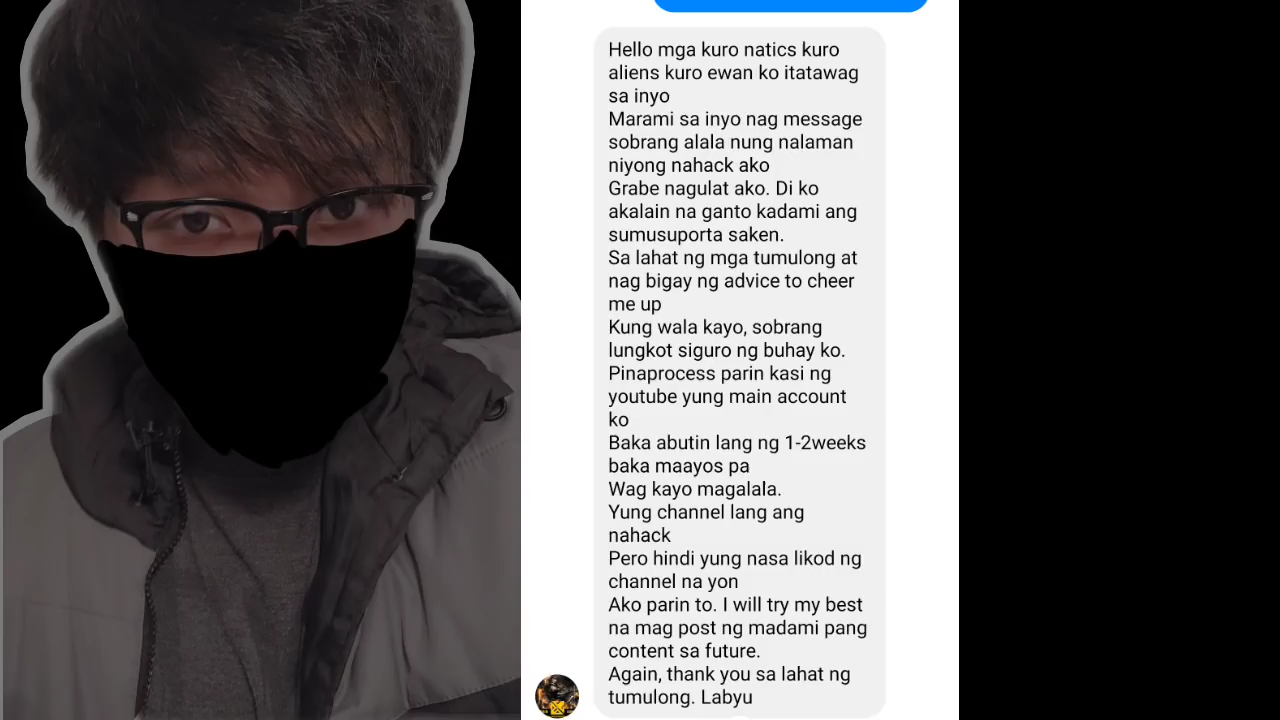 Hello mga kuro natics kuro
aliens kuro ewan ko itatawag
sa inyo
Marami sa inyo nag message
sobrang alala nung nalaman
niyong nahack ako
Grabe nagulat ako. Di ko
akalain na ganto kadami ang
sumusuporta saken.
Sa lahat ng mga tumulong at
nag bigay ng advice to cheer
me up
Kung wala kayo, sobrang
lungkot siguro ng buhay ko.
Pinaprocess parin kasi ng
youtube yung main account
ko
Baka abutin lang ng 1-2weeks
baka maayos pa
Wag kayo magalala.
Yung channel lang ang
nahack
Pero hindi yung nasa likod ng
channel na yon
Ako parin to. I will try my best
na mag post ng madami pang
content sa future.
Again, thank you sa lahat ng
tumulong. Labyu